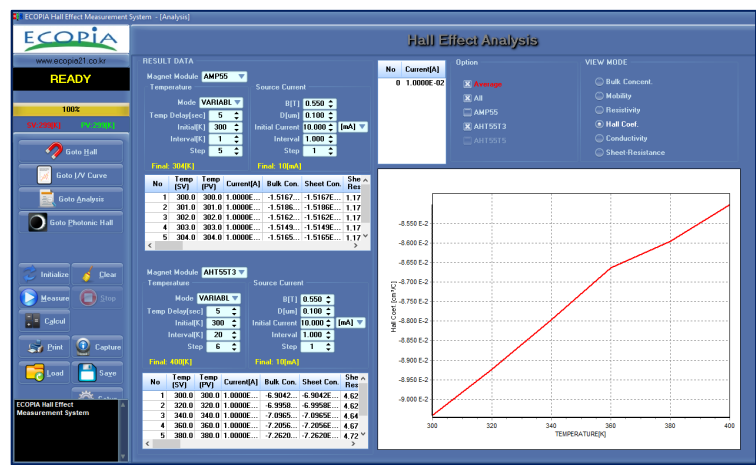 ECOPIA Hall Effect Measurement System - [Analysis]
ECOPIA
www.ecopia21.co.kr
READY
100%
SV:299[K] PV:299[K]
Goto Hall
Goto I/V Curve
Goto Analysis
Goto Photonic Hall
Initialize Clear
Measure Stop
Calcul
Print Capture
Load Save
ECOPIA Hall Effect
Measurement System
Hall Effect Analysis
RESULT DATA
Magnet Module AMP55
Temperature Source Current
Mode VARIABL B[T] 0.550
Temp Delay[sec] 5 D[um] 0.100
Initial[K] 300 Initial Current 10.000 [mA]
Interval[K] 1 Interval 1.000
Step 5 Step 1
Final: 304[K] Final: 10[mA]
No Temp (SV) Temp (PV) Current[A] Bulk Con. Sheet Con. She Res
1 300.0 300.0 1.0000E... -1.5167... -1.5167E... 1.17
2 301.0 301.0 1.0000E... -1.5186... -1.5186E... 1.17
3 302.0 302.0 1.0000E... -1.5162... -1.5162E... 1.17
4 303.0 303.0 1.0000E... -1.5149... -1.5149E... 1.17
5 304.0 304.0 1.0000E... -1.5165... -1.5165E... 1.17
Magnet Module AHT55T3
Temperature Source Current
Mode VARIABL B[T] 0.550
Temp Delay[sec] 5 D[um] 0.100
Initial[K] 300 Initial Current 10.000 [mA]
Interval[K] 20 Interval 1.000
Step 6 Step 1
Final: 400[K] Final: 10[mA]
No Temp (SV) Temp (PV) Current[A] Bulk Con. Sheet Con. She Res
1 300.0 300.0 1.0000E... -6.9042... -6.9042E... 4.62
2 320.0 320.0 1.0000E... -6.9958... -6.9958E... 4.62
3 340.0 340.0 1.0000E... -7.0965... -7.0965E... 4.64
4 360.0 360.0 1.0000E... -7.2056... -7.2056E... 4.67
5 380.0 380.0 1.0000E... -7.2620... -7.2620E... 4.72
No Current[A]
0 1.0000E-02
Option
Average
All
AMP55
AHT55T3
AHT55T5
VIEW MODE
Bulk Concent.
Mobility
Resistivity
Hall Coef.
Conductivity
Sheet-Resistance
Hall Coef. [cm³/C]
-8.550 E-2
-8.600 E-2
-8.650 E-2
-8.700 E-2
-8.750 E-2
-8.800 E-2
-8.850 E-2
-8.900 E-2
-8.950 E-2
-9.000 E-2
300 320 340 360 380 400
TEMPERATURE[K]